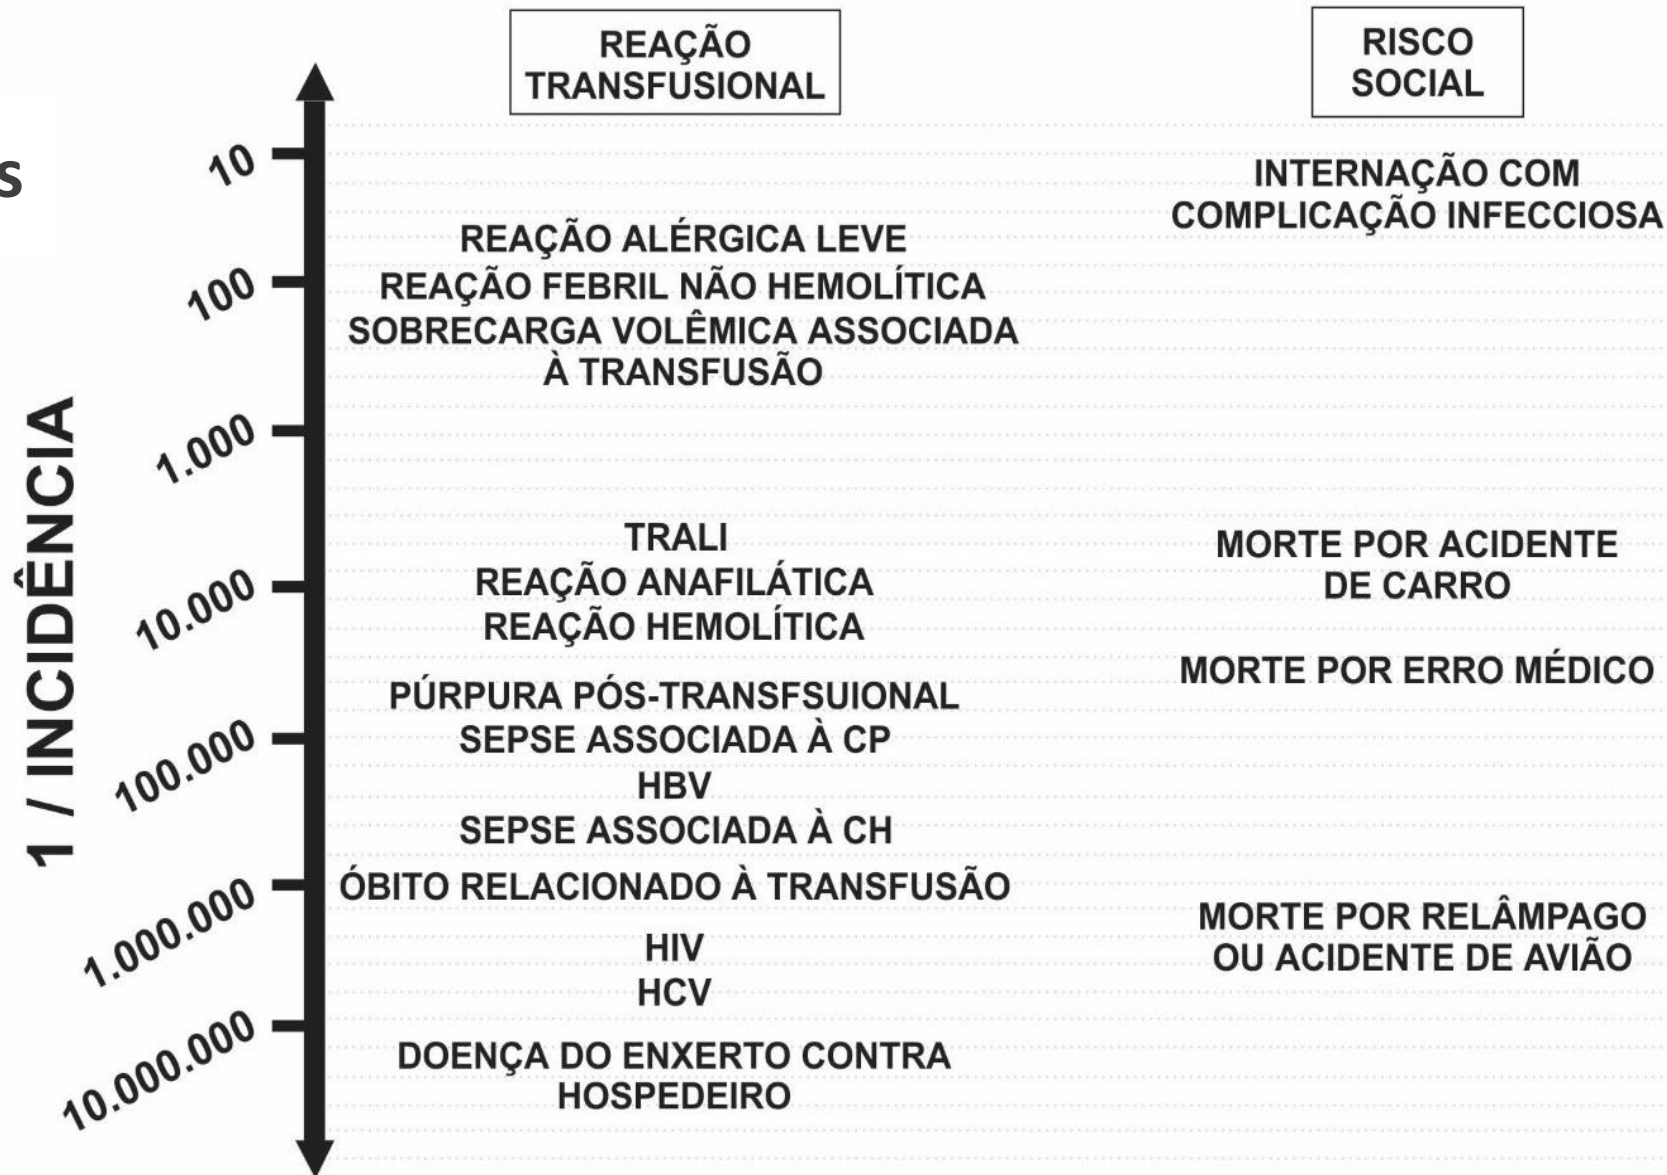 REAÇÃO
TRANSFUSIONAL
RISCO
SOCIAL
s
1 / INCIDÊNCIA
10
INTERNAÇÃO COM
COMPLICAÇÃO INFECCIOSA
REAÇÃO ALÉRGICA LEVE
100
REAÇÃO FEBRIL NÃO HEMOLÍTICA
SOBRECARGA VOLÊMICA ASSOCIADA
À TRANSFUSÃO
1.000
TRALI
MORTE POR ACIDENTE
DE CARRO
10.000
REAÇÃO ANAFILÁTICA
REAÇÃO HEMOLÍTICA
MORTE POR ERRO MÉDICO
PÚRPURA PÓS-TRANSFSUIONAL
100.000
SEPSE ASSOCIADA À CP
HBV
SEPSE ASSOCIADA À CH
1.000.000
ÓBITO RELACIONADO À TRANSFUSÃO
MORTE POR RELÂMPAGO
OU ACIDENTE DE AVIÃO
HIV
HCV
10.000.000
DOENÇA DO ENXERTO CONTRA
HOSPEDEIRO